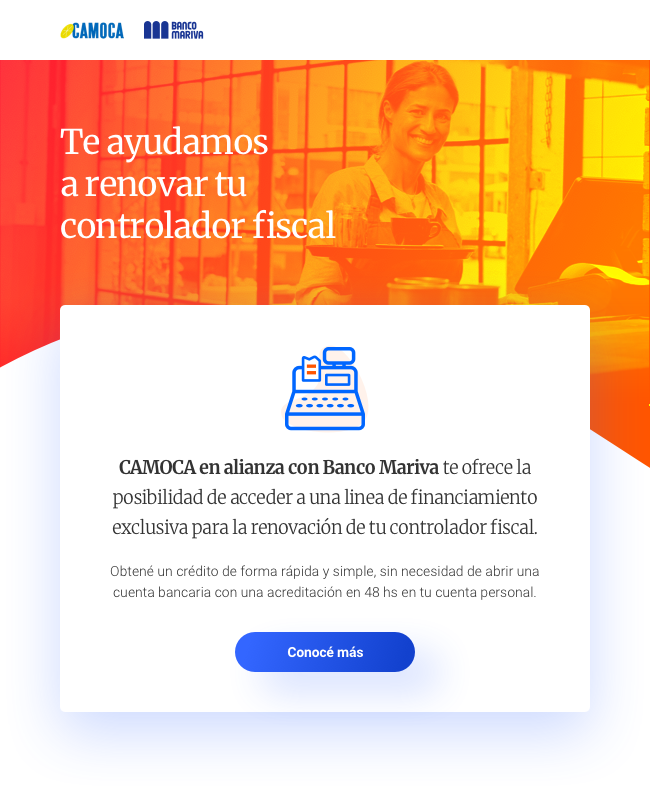 CAMOCA
BANCO
MARIVA
Te ayudamos
a renovar tu
controlador fiscal
CAMOCA en alianza con Banco Mariva te ofrece la
posibilidad de acceder a una linea de financiamiento
exclusiva para la renovación de tu controlador fiscal.
Obtené un crédito de forma rápida y simple, sin necesidad de abrir una
cuenta bancaria con una acreditación en 48 hs en tu cuenta personal.
Conocé más